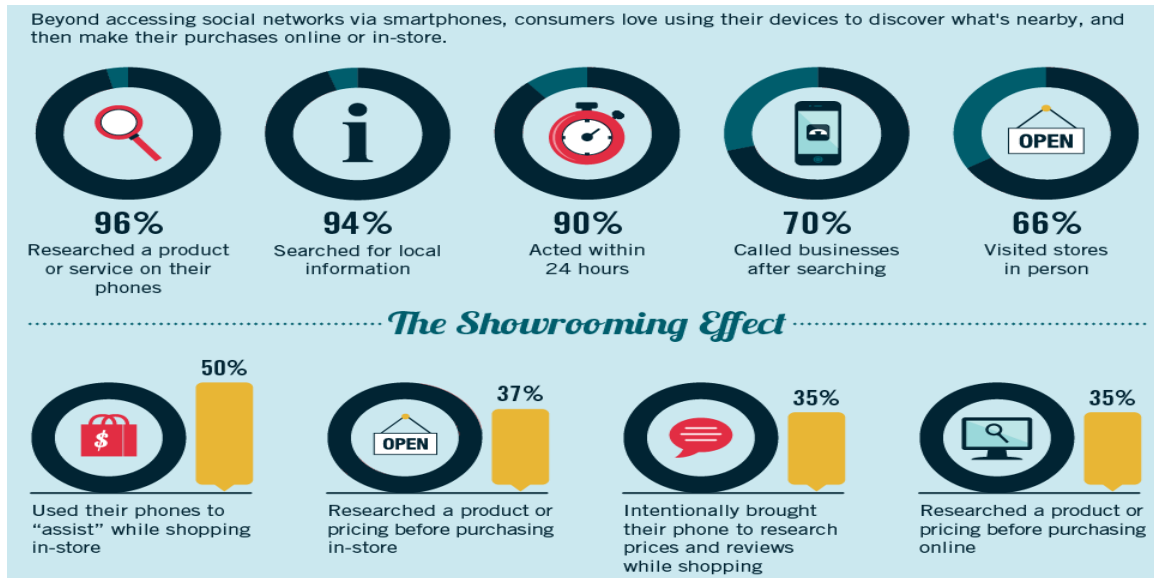 Beyond accessing social networks via smartphones, consumers love using their devices to discover what's nearby, and
then make their purchases online or in-store.
i
OPEN
96%
Researched a product
or service on their
phones
94%
Searched for local
information
90%
Acted within
24 hours
70%
Called businesses
after searching
66%
Visited stores
in person
The Showrooming Effect
$
50%
Used their phones to
“assist” while shopping
in-store
OPEN
37%
Researched a product or
pricing before purchasing
in-store
35%
Intentionally brought
their phone to research
prices and reviews
while shopping
35%
Researched a product or
pricing before purchasing
online